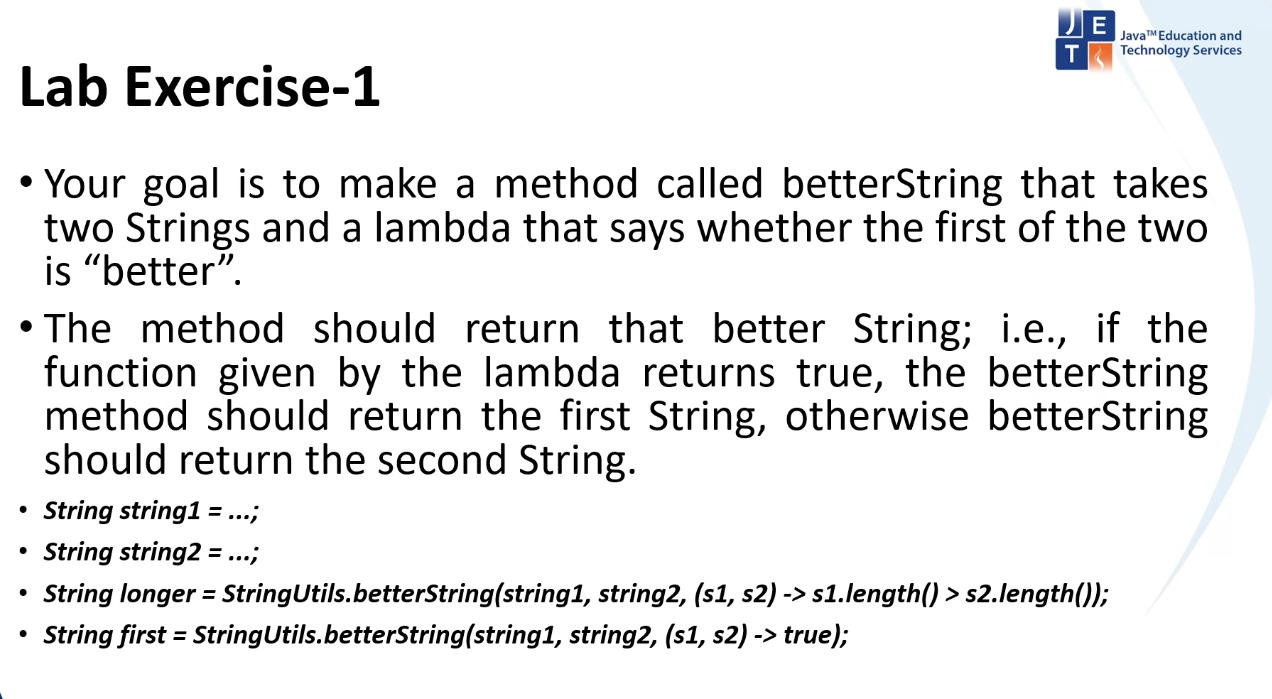 J E
T
Java™ Education and
Technology Services
Lab Exercise-1
• Your goal is to make a method called betterString that takes
two Strings and a lambda that says whether the first of the two
is “better”.
• The method should return that better String; i.e., if the
function given by the lambda returns true, the betterString
method should return the first String, otherwise betterString
should return the second String.
• String string1 = ...;
• String string2 = ...;
• String longer = StringUtils.betterString(string1, string2, (s1, s2) -> s1.length() > s2.length());
• String first = StringUtils.betterString(string1, string2, (s1, s2) -> true);